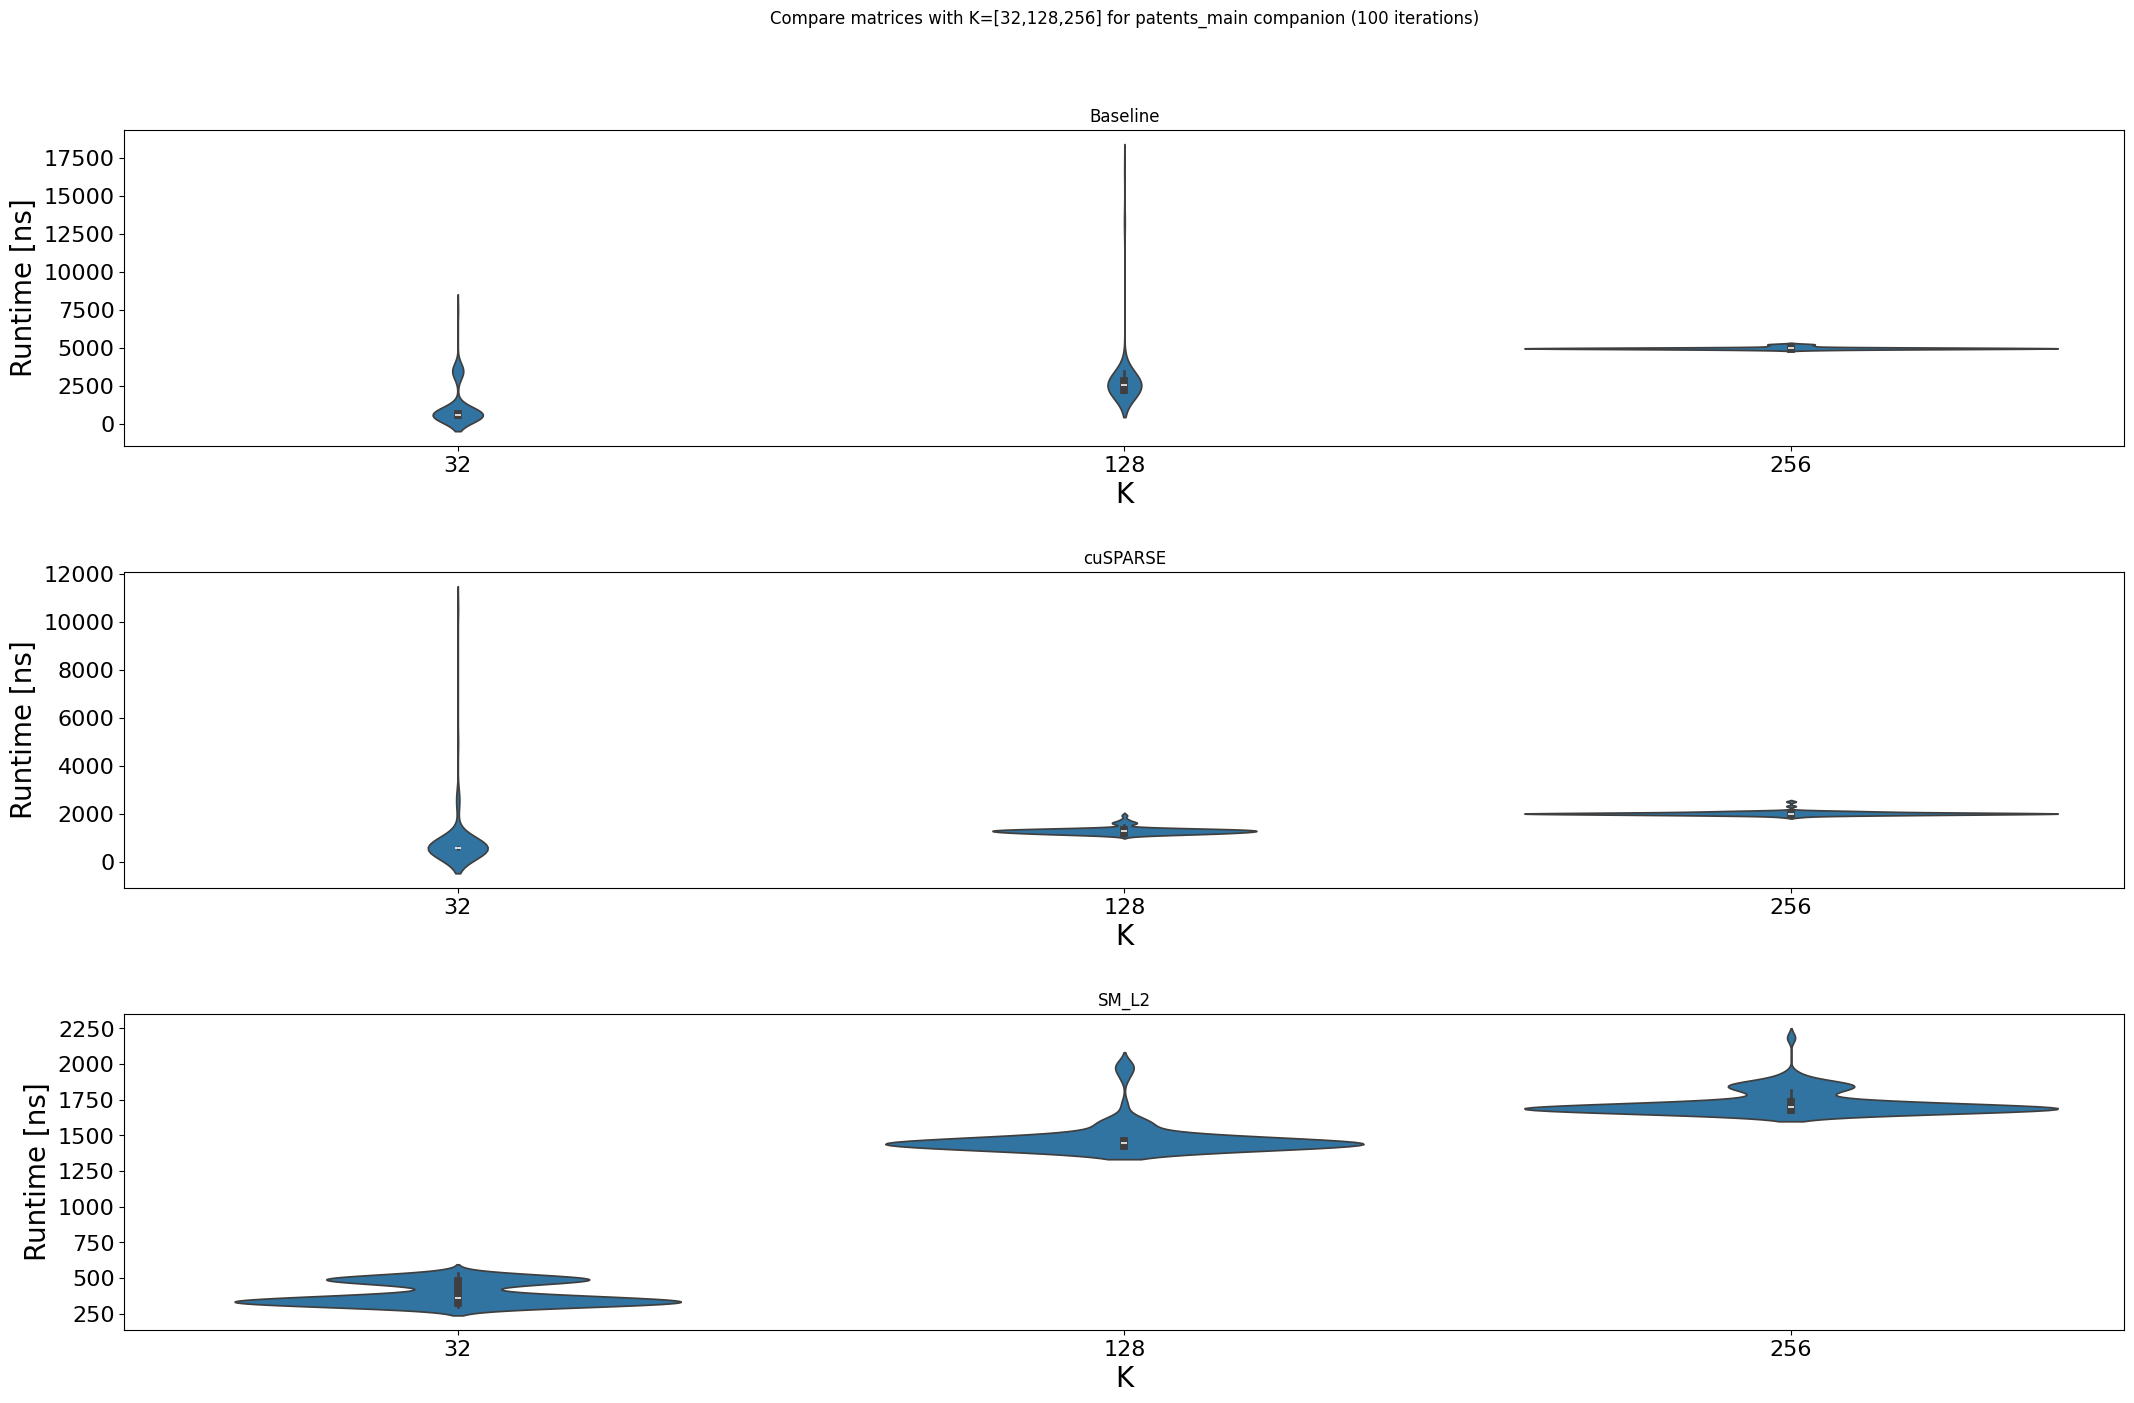 Compare matrices with K=[32,128,256] for patents_main companion (100 iterations)
Baseline
Runtime [ns]
17500
15000
12500
10000
7500
5000
2500
0
32 128 256
K
cuSPARSE
Runtime [ns]
12000
10000
8000
6000
4000
2000
0
32 128 256
K
SM_L2
Runtime [ns]
2250
2000
1750
1500
1250
1000
750
500
250
32 128 256
K